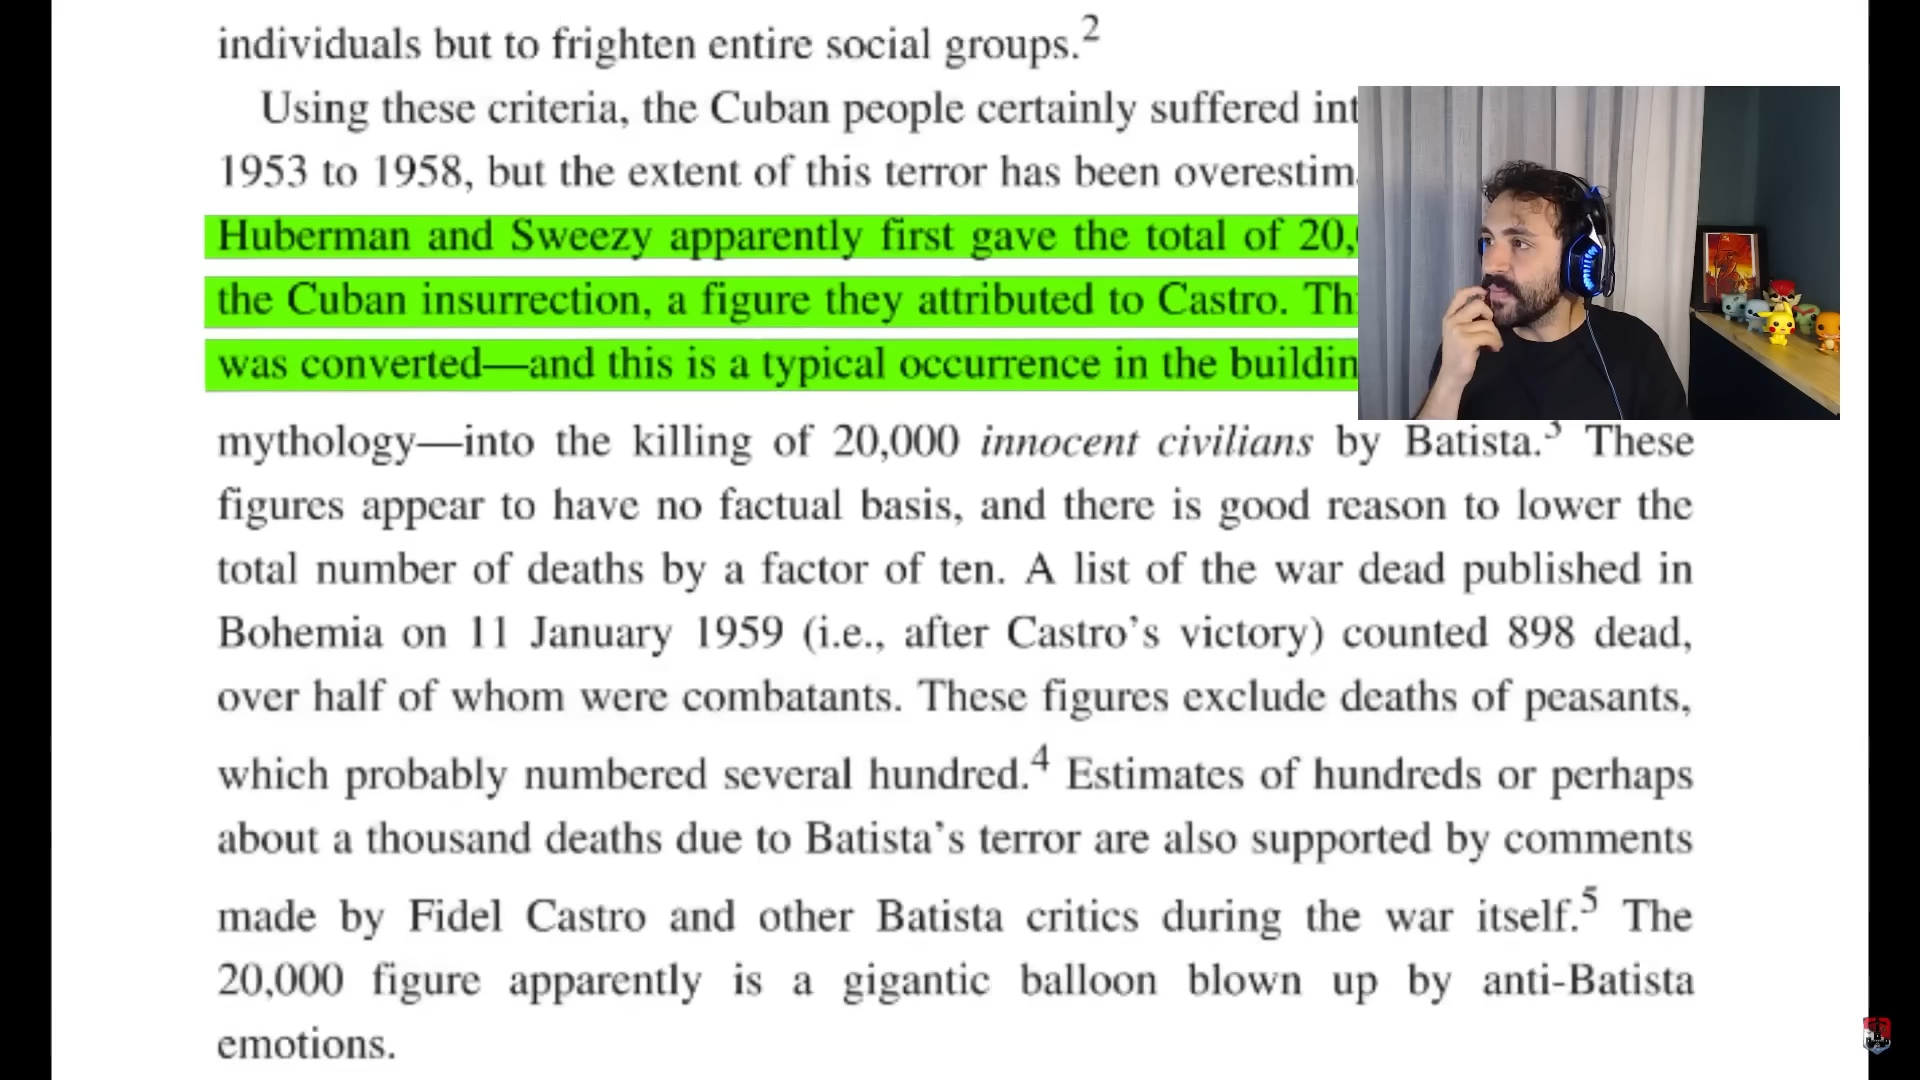 individuals but to frighten entire social groups.2
Using these criteria, the Cuban people certainly suffered
1953 to 1958, but the extent of this terror has been
Huberman and Sweezy apparently first gave the total of
the Cuban insurrection, a figure they attributed to Castro.
was converted—and this is a typical occurrence in the
mythology—into the killing of 20,000 innocent civilians by Batista.3 These
figures appear to have no factual basis, and there is good reason to lower the
total number of deaths by a factor of ten. A list of the war dead published in
Bohemia on 11 January 1959 (i.e., after Castro's victory) counted 898 dead,
over half of whom were combatants. These figures exclude deaths of peasants,
which probably numbered several hundred.4 Estimates of hundreds or perhaps
about a thousand deaths due to Batista's terror are also supported by comments
made by Fidel Castro and other Batista critics during the war itself.5 The
20,000 figure apparently is a gigantic balloon blown up by anti-Batista
emotions.